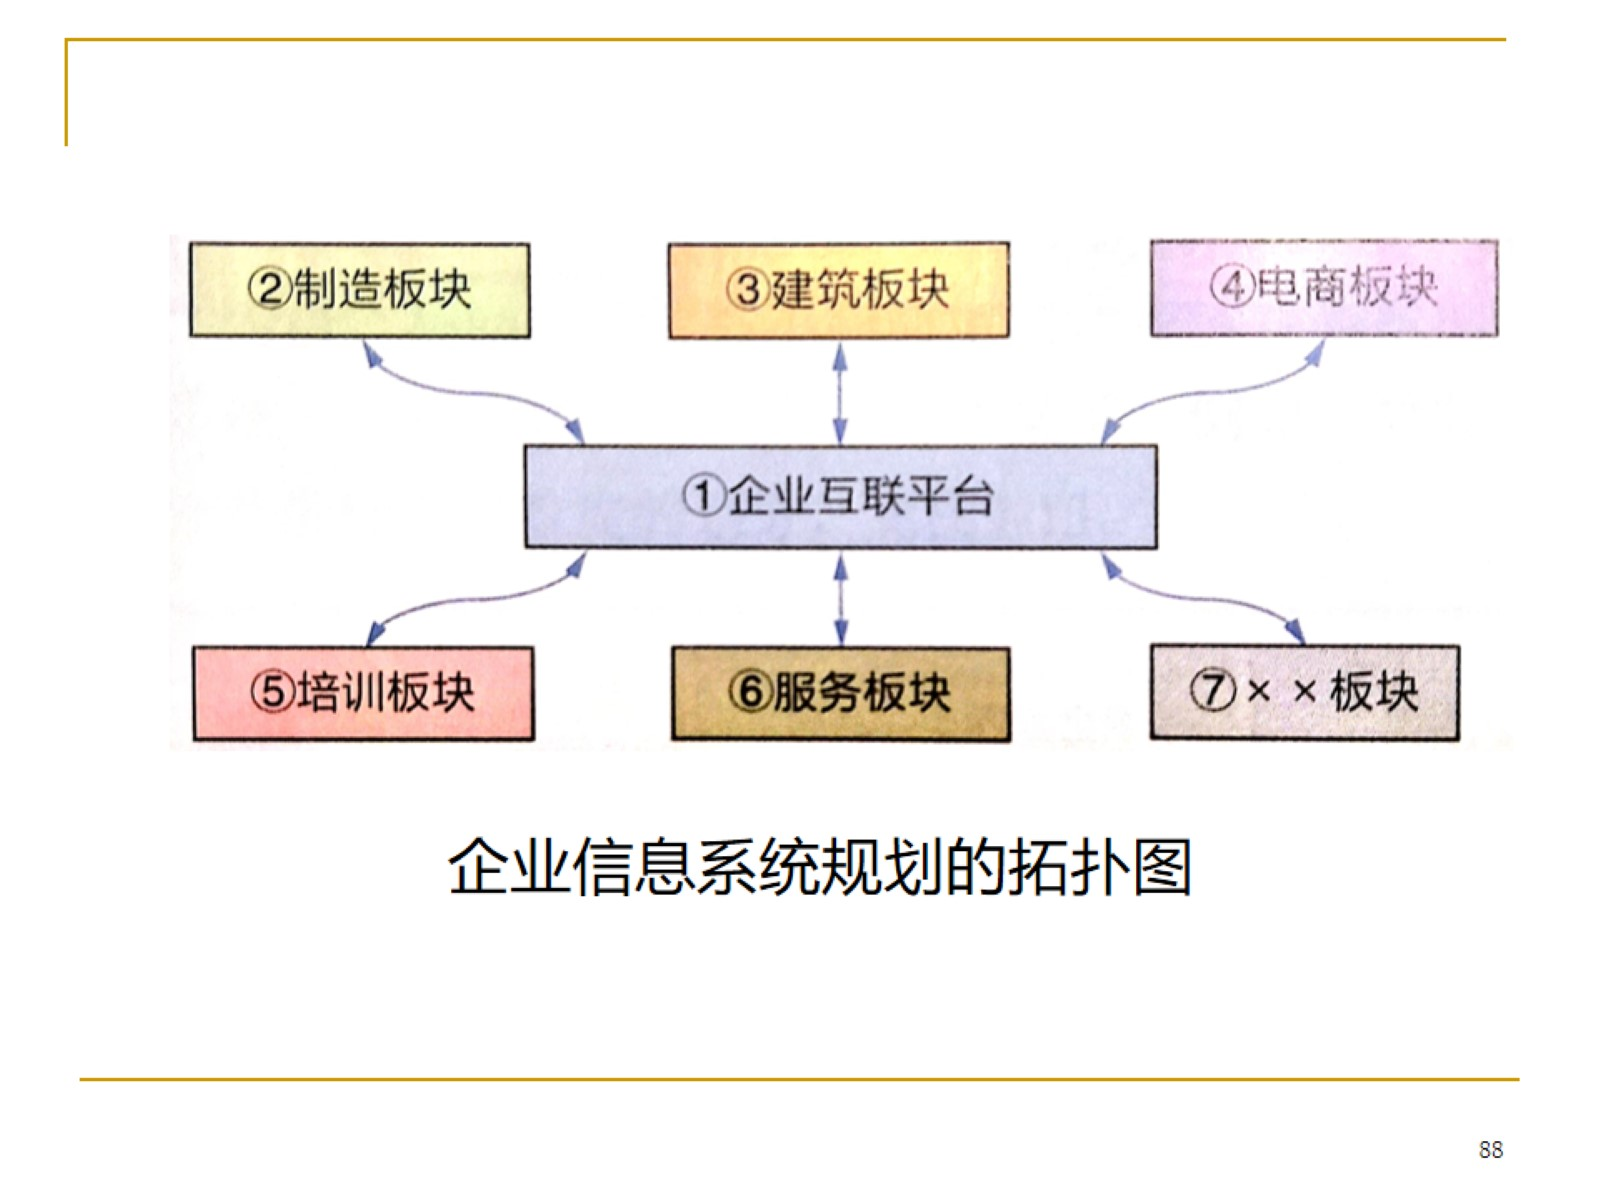 ②制造板块
③建筑板块
④电商板块
①企业互联平台
⑤培训板块
⑥服务板块
⑦××板块
企业信息系统规划的拓扑图
88